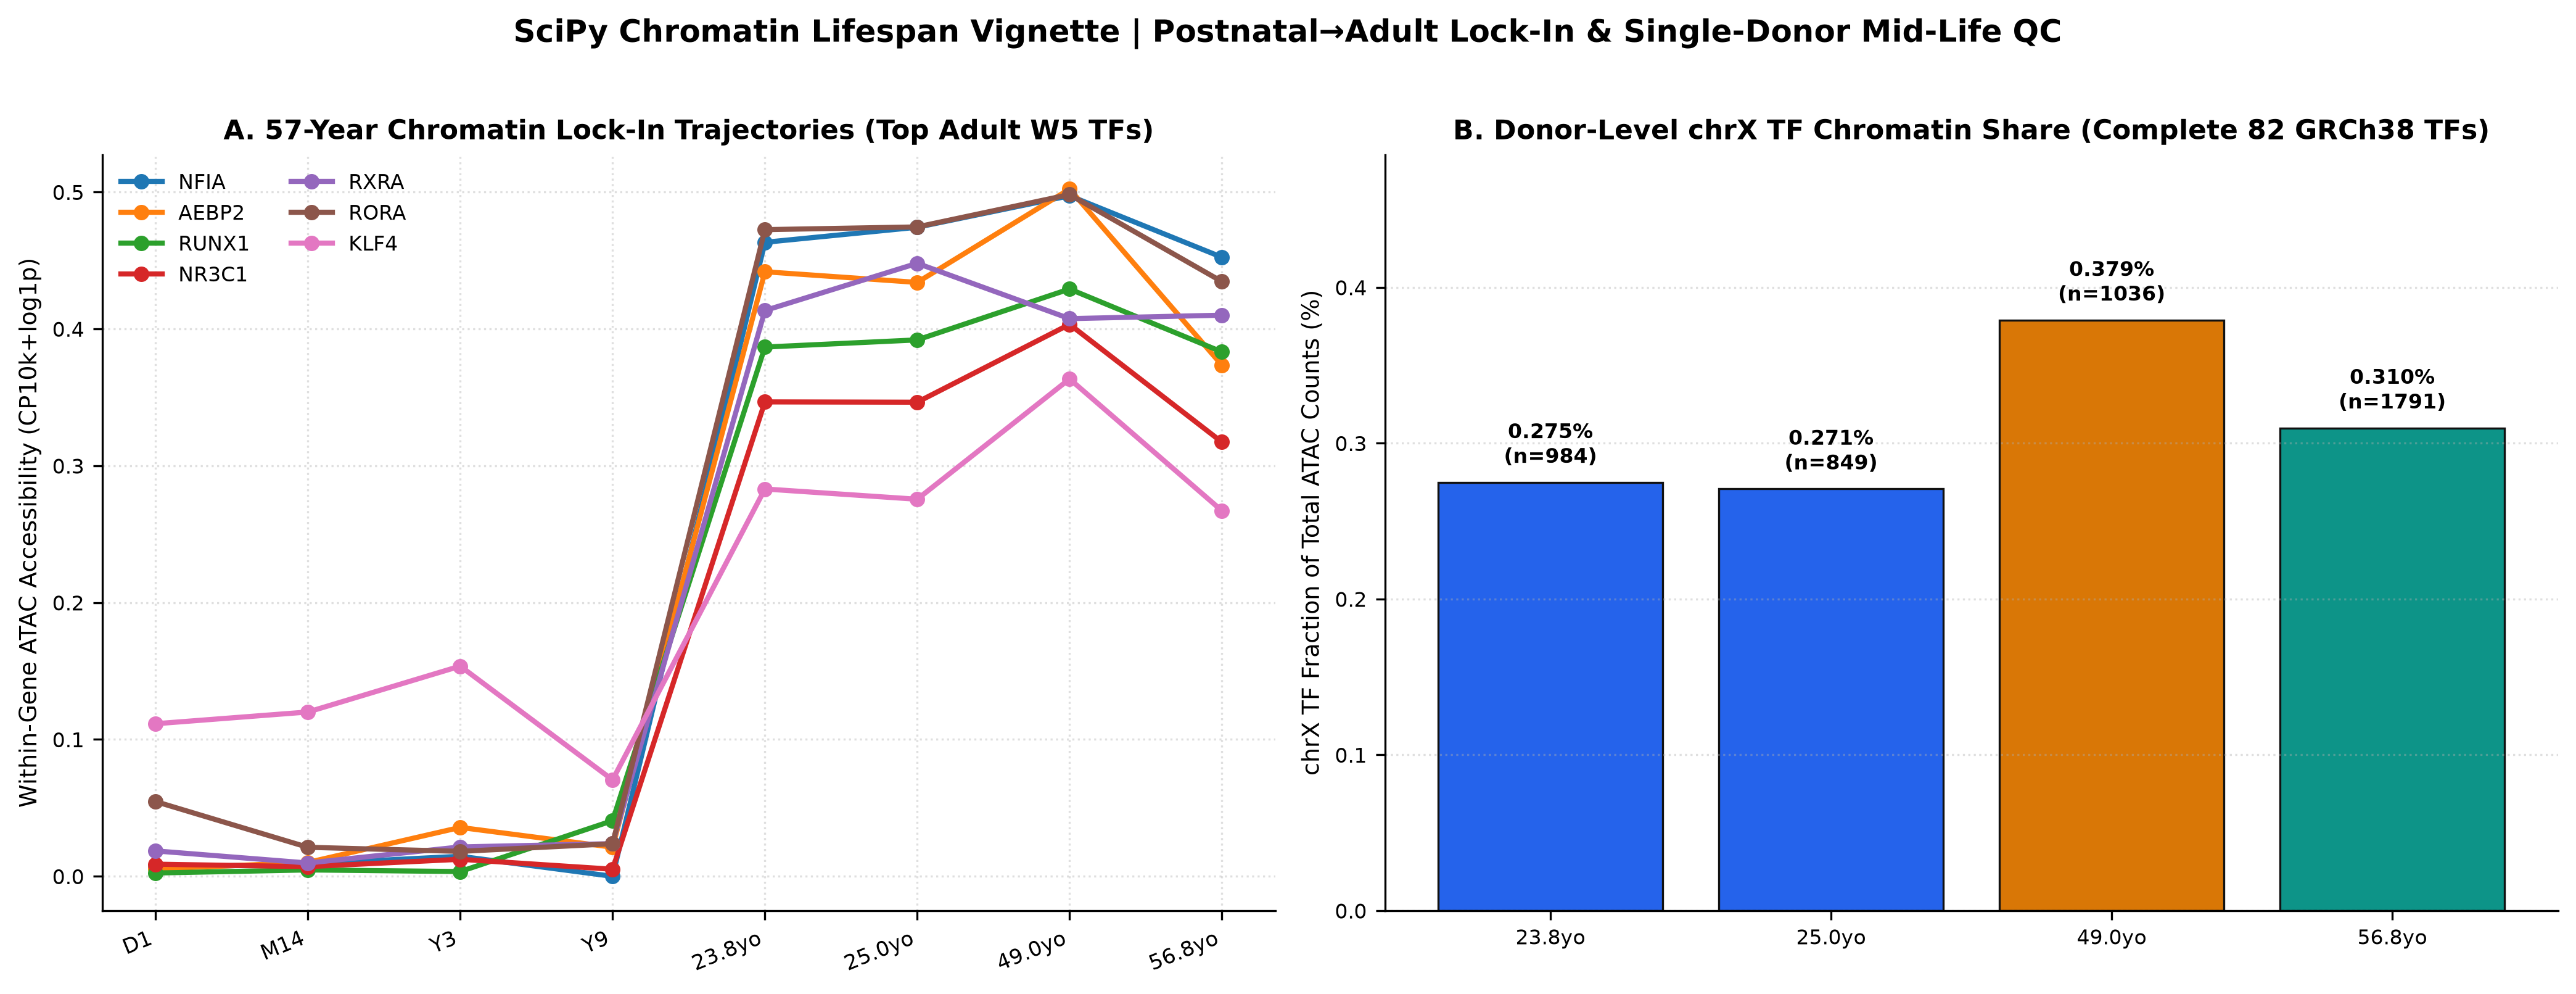 SciPy Chromatin Lifespan Vignette | Postnatal→Adult Lock-In & Single-Donor Mid-Life QC
A. 57-Year Chromatin Lock-In Trajectories (Top Adult W5 TFs)
Within-Gene ATAC Accessibility (CP10k+log1p)
0.5
0.4
0.3
0.2
0.1
0.0
NFIA
AEBP2
RUNX1
NR3C1
RXRA
RORA
KLF4
D1
M14
Y3
Y9
23.8yo
25.0yo
49.0yo
56.8yo
B. Donor-Level chrX TF Chromatin Share (Complete 82 GRCh38 TFs)
chrX TF Fraction of Total ATAC Counts (%)
0.4
0.3
0.2
0.1
0.0
0.275%
(n=984)
0.271%
(n=849)
0.379%
(n=1036)
0.310%
(n=1791)
23.8yo
25.0yo
49.0yo
56.8yo